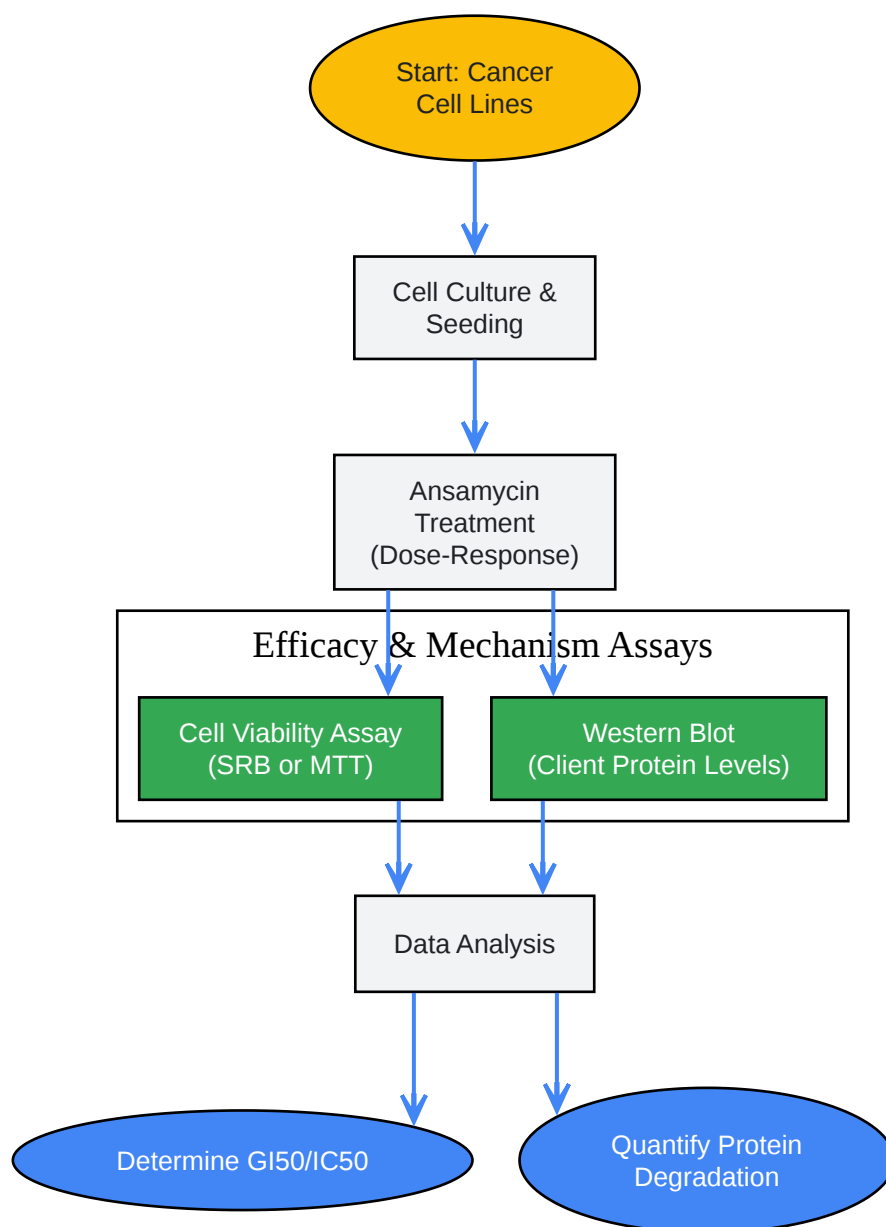 Start: Cancer
Cell Lines
Cell Culture &
Seeding
Ansamycin
Treatment
(Dose-Response)
Efficacy & Mechanism Assays
Cell Viability Assay
(SRB or MTT)
Western Blot
(Client Protein Levels)
Data Analysis
Determine GI50/IC50
Quantify Protein
Degradation